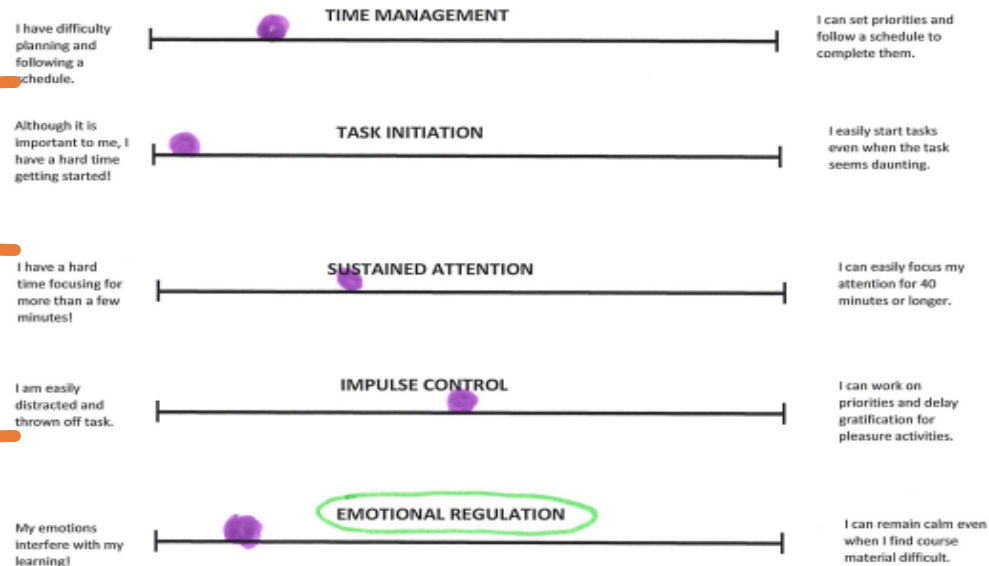 TIME MANAGEMENT
I have difficulty
planning and
following a
schedule.
I can set priorities and
follow a schedule to
complete them.
TASK INITIATION
Although it is
important to me, I
have a hard time
getting started!
I easily start tasks
even when the task
seems daunting.
SUSTAINED ATTENTION
I have a hard
time focusing for
more than a few
minutes!
I can easily focus my
attention for 40
minutes or longer.
IMPULSE CONTROL
I am easily
distracted and
thrown off task.
I can work on
priorities and delay
gratification for
pleasure activities.
EMOTIONAL REGULATION
My emotions
interfere with my
learning!
I can remain calm even
when I find course
material difficult.